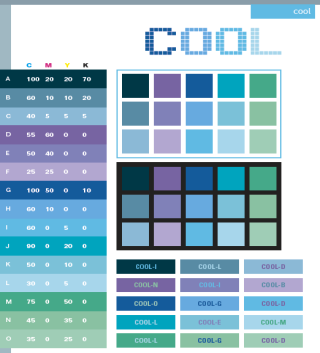 cool
COOL
C M Y K
A 100 20 20 70
B 60 10 10 20
C 40 5 5 5
D 55 60 0 0
E 50 40 0 0
F 25 25 0 0
G 100 50 0 10
H 60 10 0 0
I 60 0 5 0
J 90 0 20 0
K 50 0 10 0
L 30 0 5 0
M 75 0 50 0
N 45 0 35 0
O 35 0 25 0
COOL-I COOL-L COOL-D
COOL-N COOL-I COOL-B
COOL-O COOL-G COOL-D
COOL-L COOL-E COOL-M
COOL-L COOL-G COOL-D